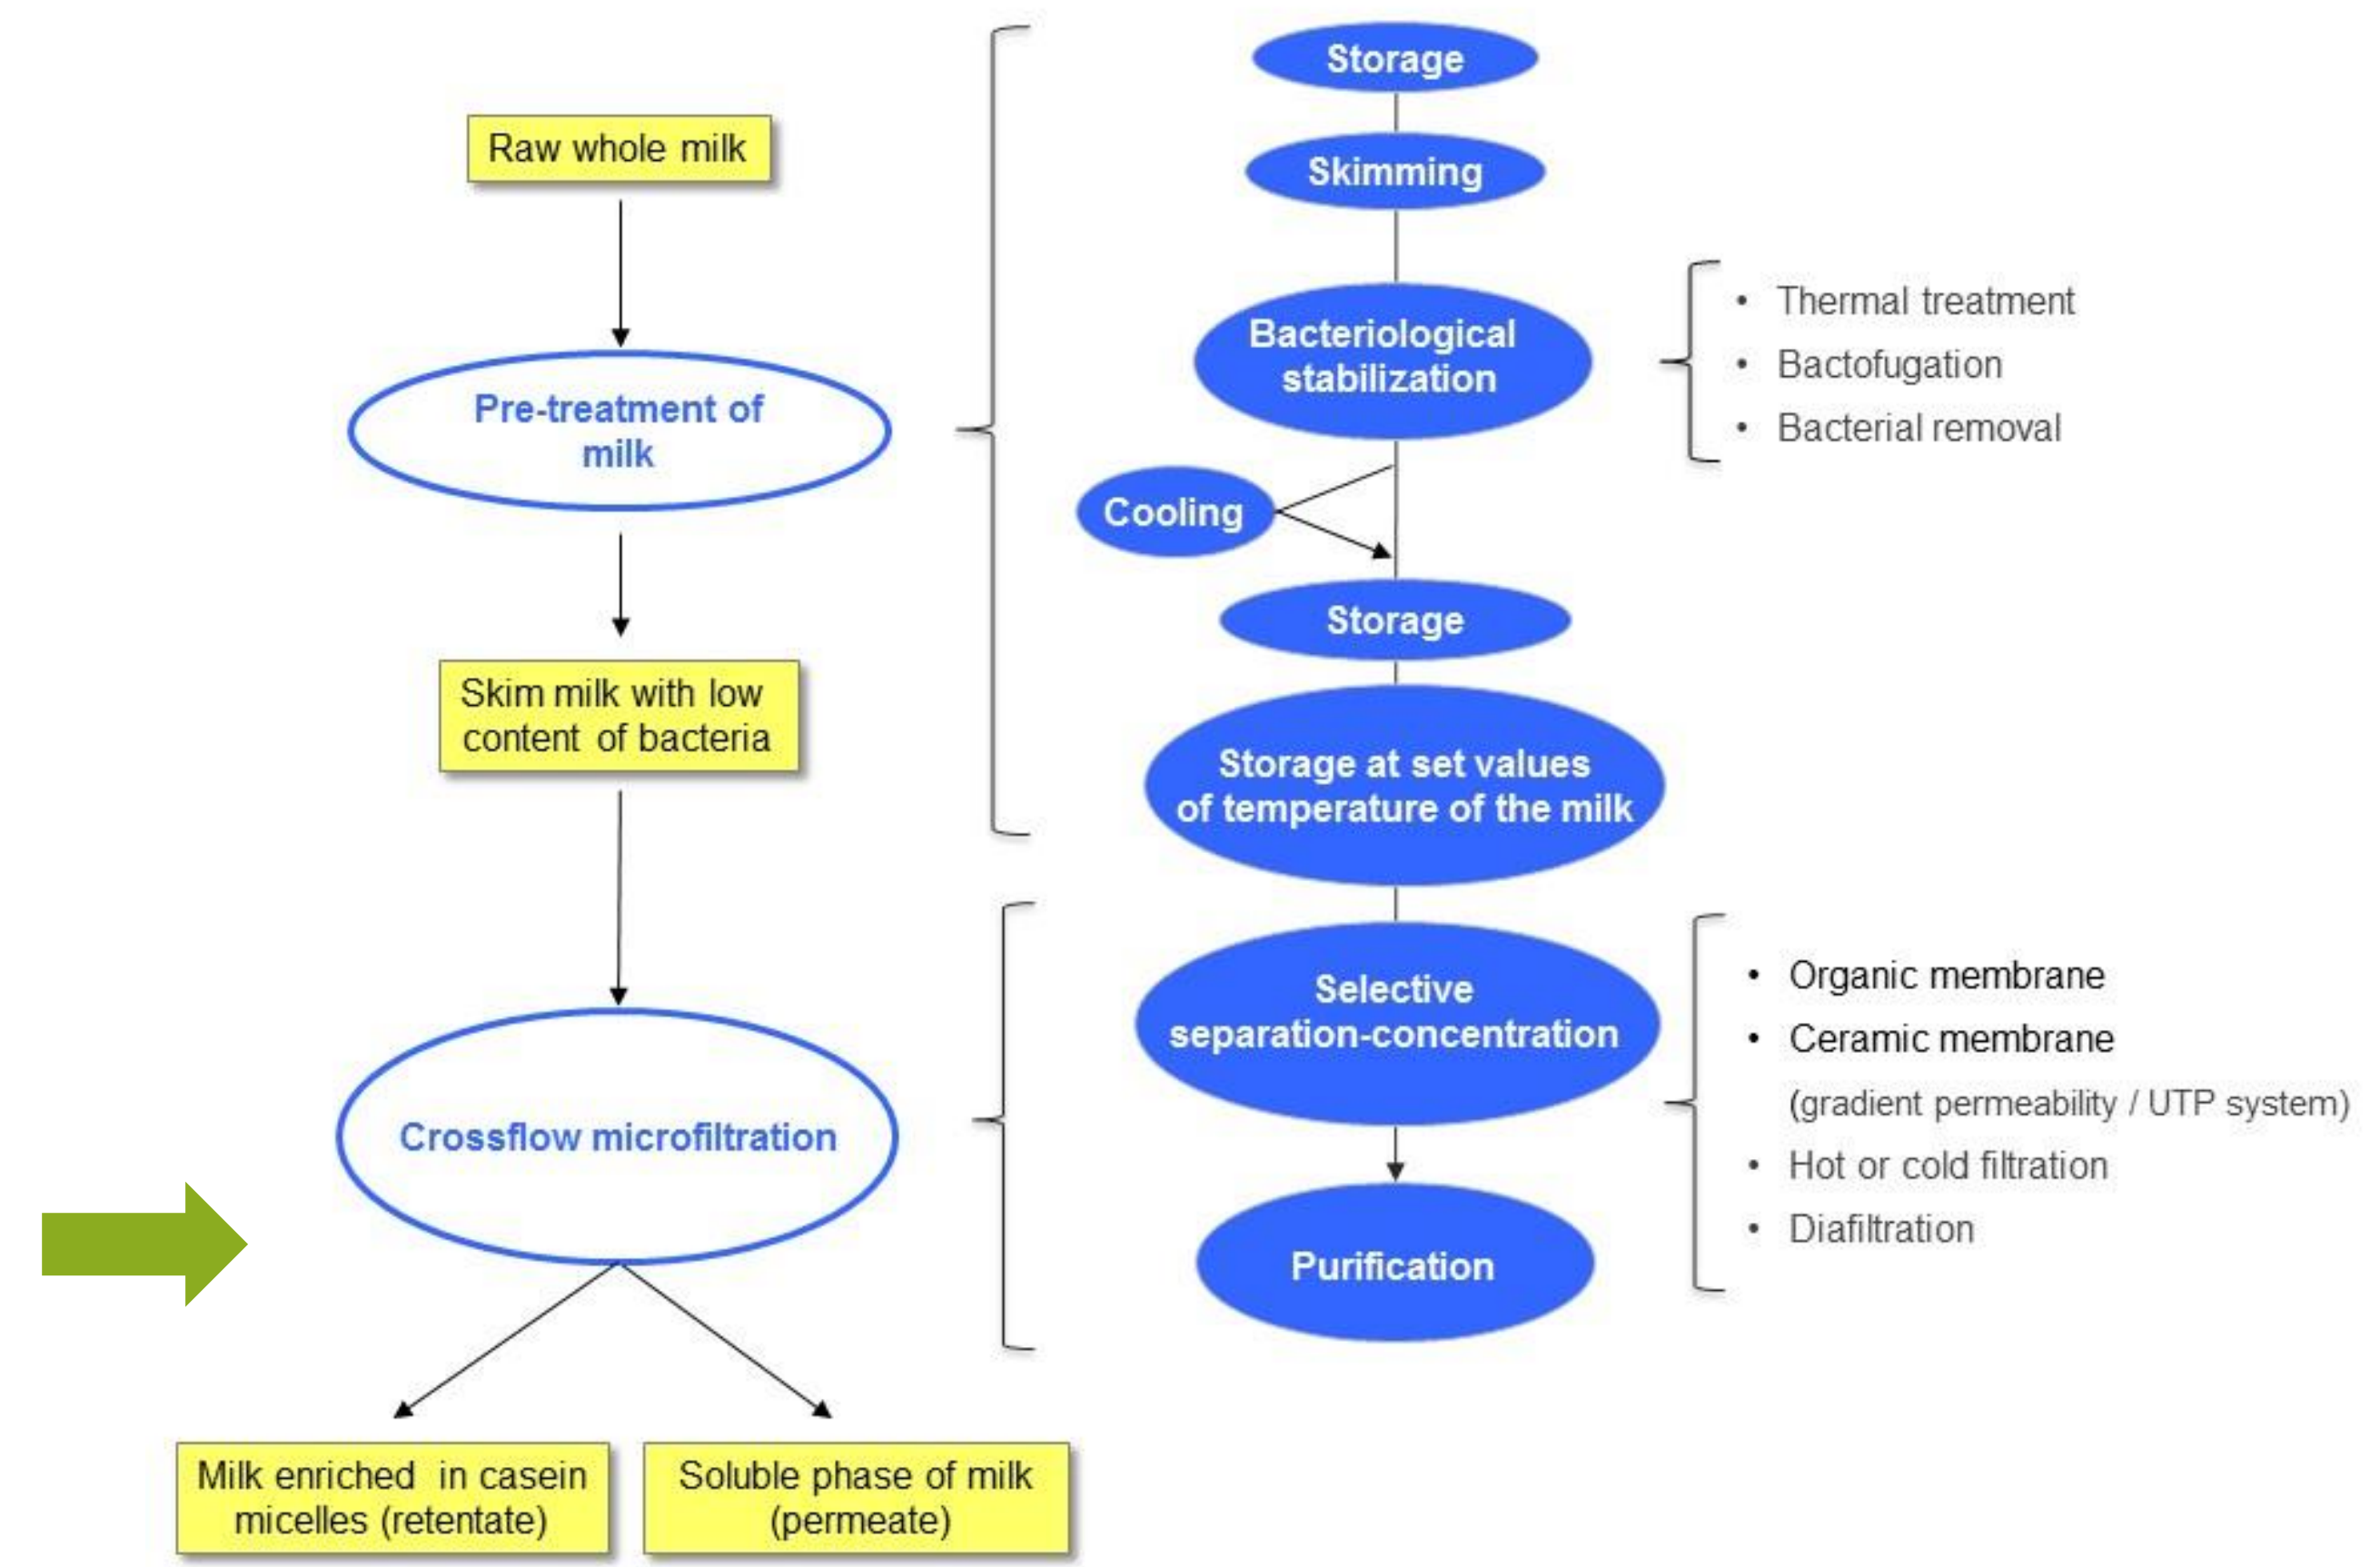 Raw whole milk
Pre-treatment of
milk
Skim milk with low
content of bacteria
Crossflow microfiltration
Milk enriched in casein
micelles (retentate)
Soluble phase of milk
(permeate)
Storage
Skimming
Bacteriological
stabilization
• Thermal treatment
• Bactofugation
• Bacterial removal
Cooling
Storage
Storage at set values
of temperature of the milk
Selective
separation-concentration
Purification
• Organic membrane
• Ceramic membrane
(gradient permeability / UTP system)
• Hot or cold filtration
• Diafiltration